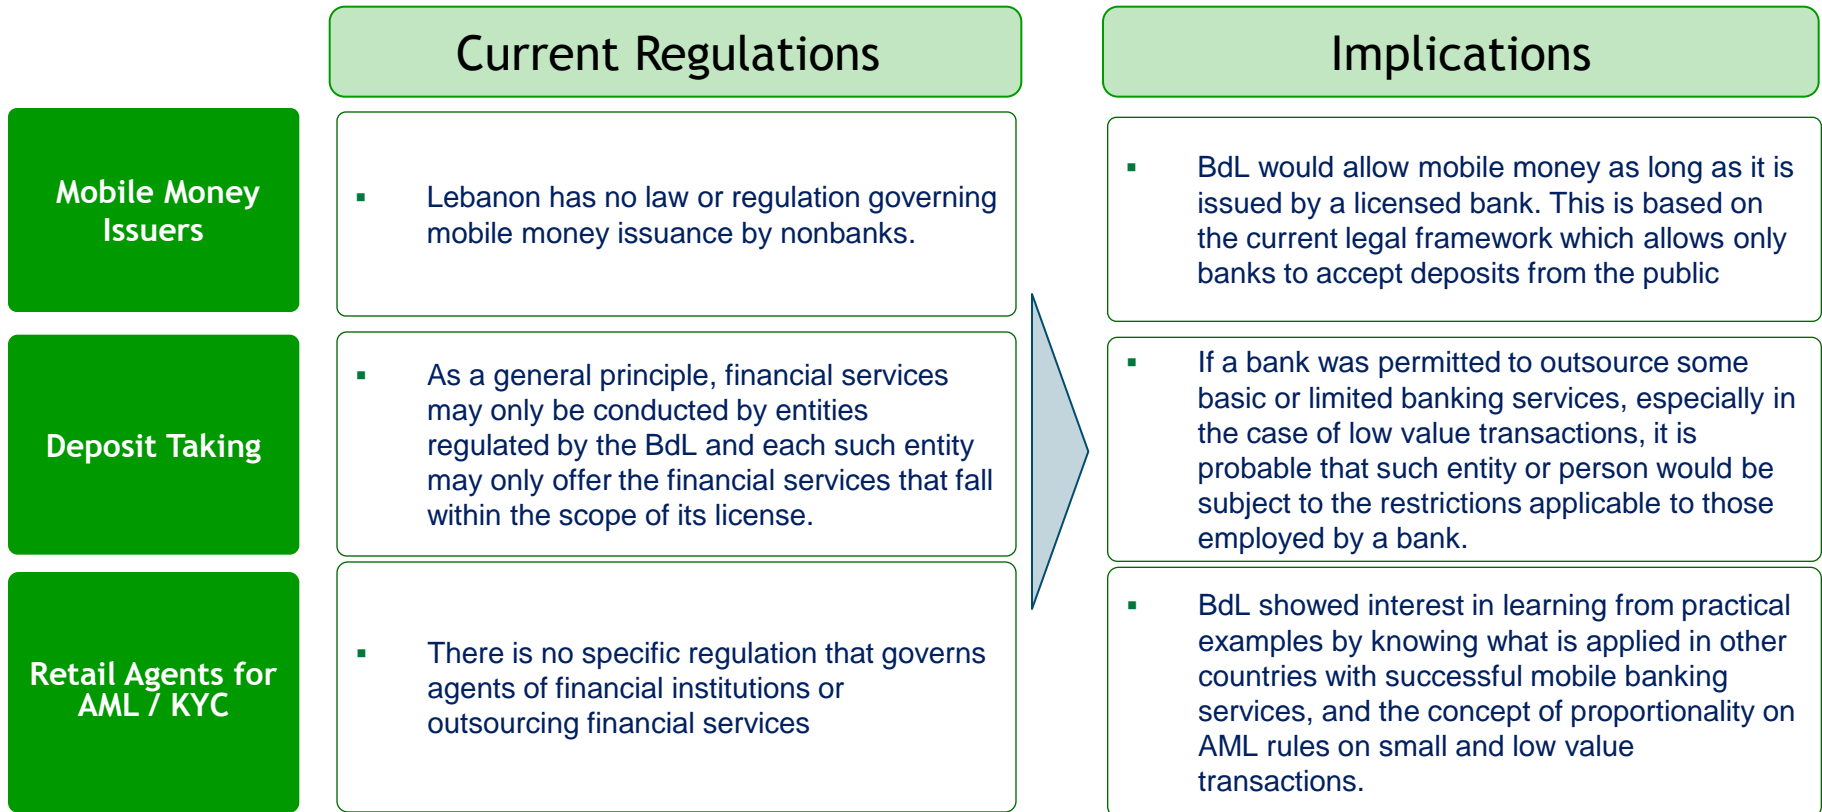 Current Regulations
Implications
Mobile Money
Issuers
▪ Lebanon has no law or regulation governing
mobile money issuance by nonbanks.
▪ BdL would allow mobile money as long as it is
issued by a licensed bank. This is based on
the current legal framework which allows only
banks to accept deposits from the public
Deposit Taking
▪ As a general principle, financial services
may only be conducted by entities
regulated by the BdL and each such entity
may only offer the financial services that fall
within the scope of its license.
▪ If a bank was permitted to outsource some
basic or limited banking services, especially in
the case of low value transactions, it is
probable that such entity or person would be
subject to the restrictions applicable to those
employed by a bank.
Retail Agents for
AML / KYC
▪ There is no specific regulation that governs
agents of financial institutions or
outsourcing financial services
▪ BdL showed interest in learning from practical
examples by knowing what is applied in other
countries with successful mobile banking
services, and the concept of proportionality on
AML rules on small and low value
transactions.